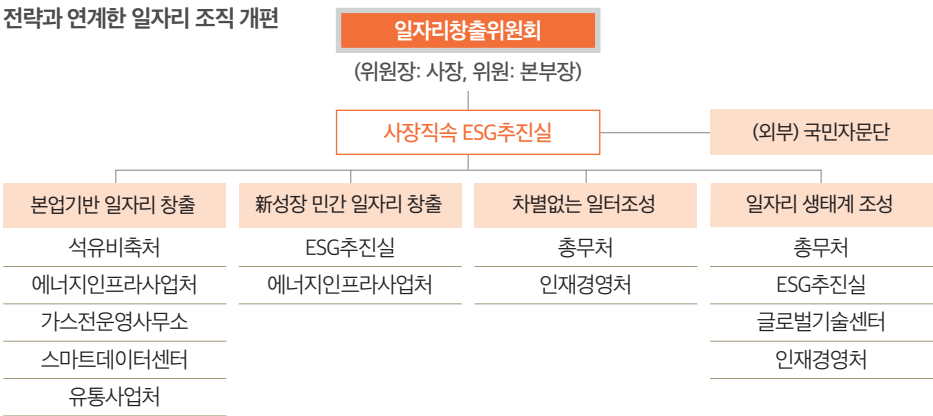 전략과 연계한 일자리 조직 개편
일자리창출위원회
(위원장: 사장, 위원: 본부장)
사장직속 ESG추진실
(외부) 국민자문단
본업기반 일자리 창출
석유비축처
에너지인프라사업처
가스전운영사무소
스마트데이터센터
유통사업처
新성장 민간 일자리 창출
ESG추진실
에너지인프라사업처
차별없는 일터조성
총무처
인재경영처
일자리 생태계 조성
총무처
ESG추진실
글로벌기술센터
인재경영처